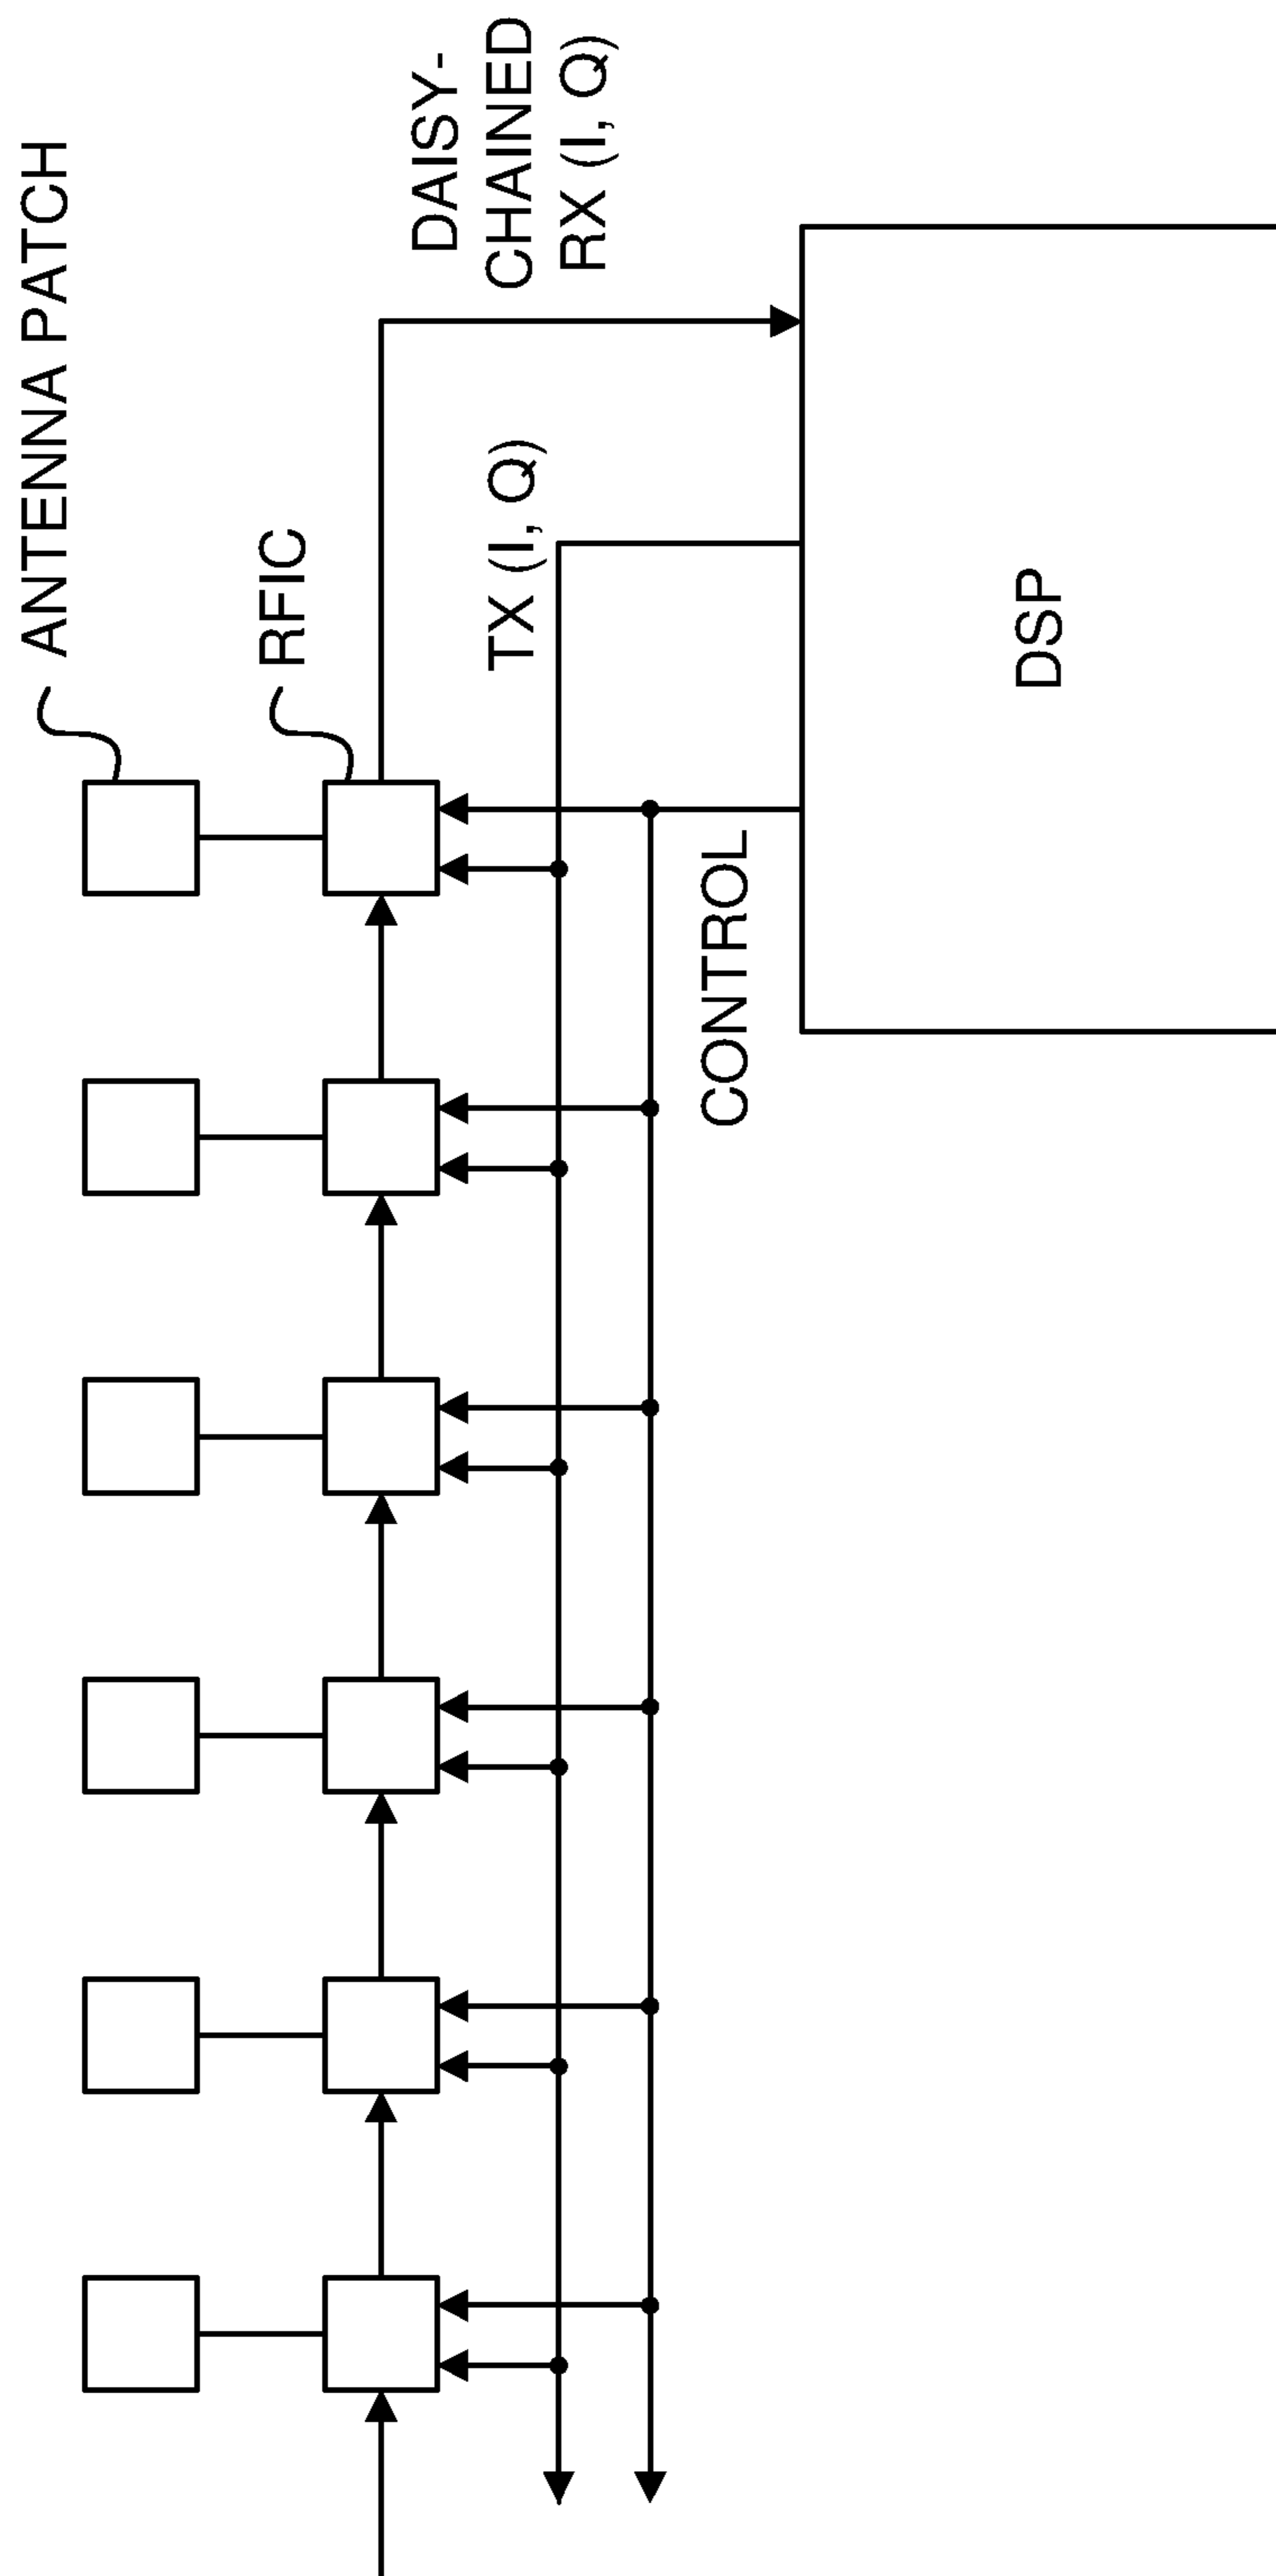 ANTENNA PATCH
RFIC
DAISY-
CHAINED
RX (I, Q)
TX (I, Q)
CONTROL
DSP